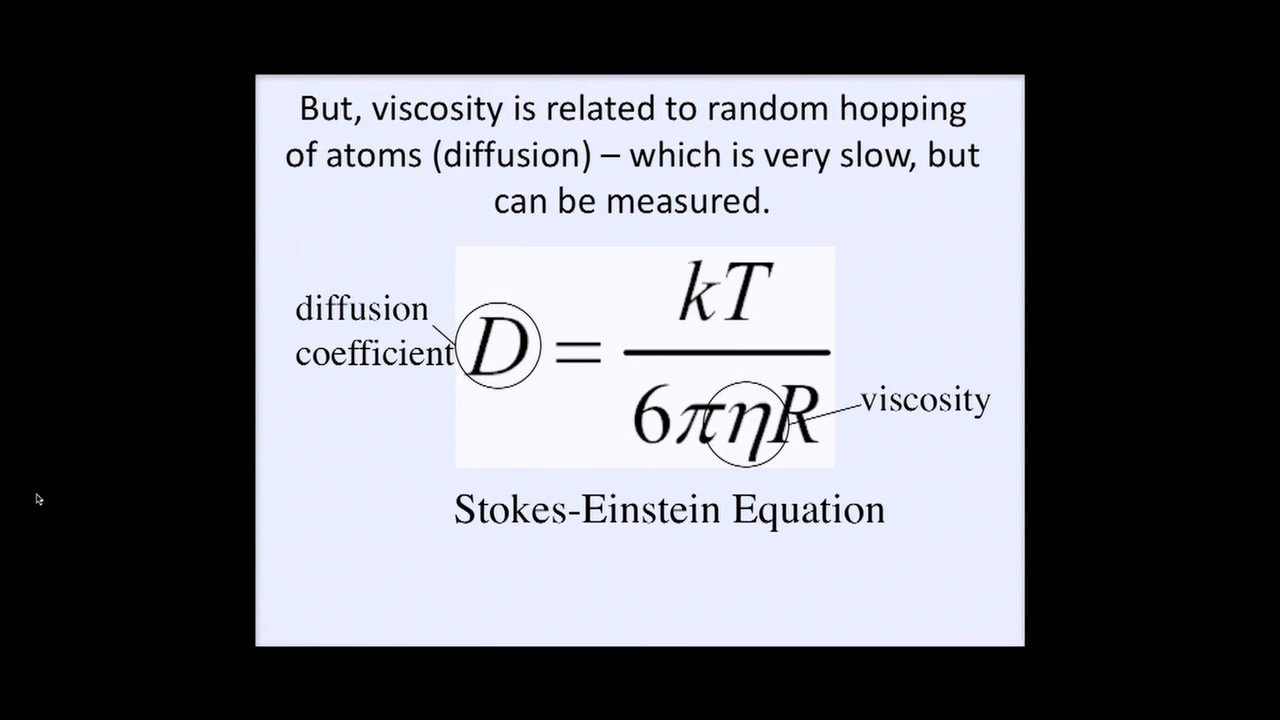 But, viscosity is related to random hopping
of atoms (diffusion) – which is very slow, but
can be measured.
diffusion
coefficient
D = kT / 6πηR
viscosity
Stokes-Einstein Equation